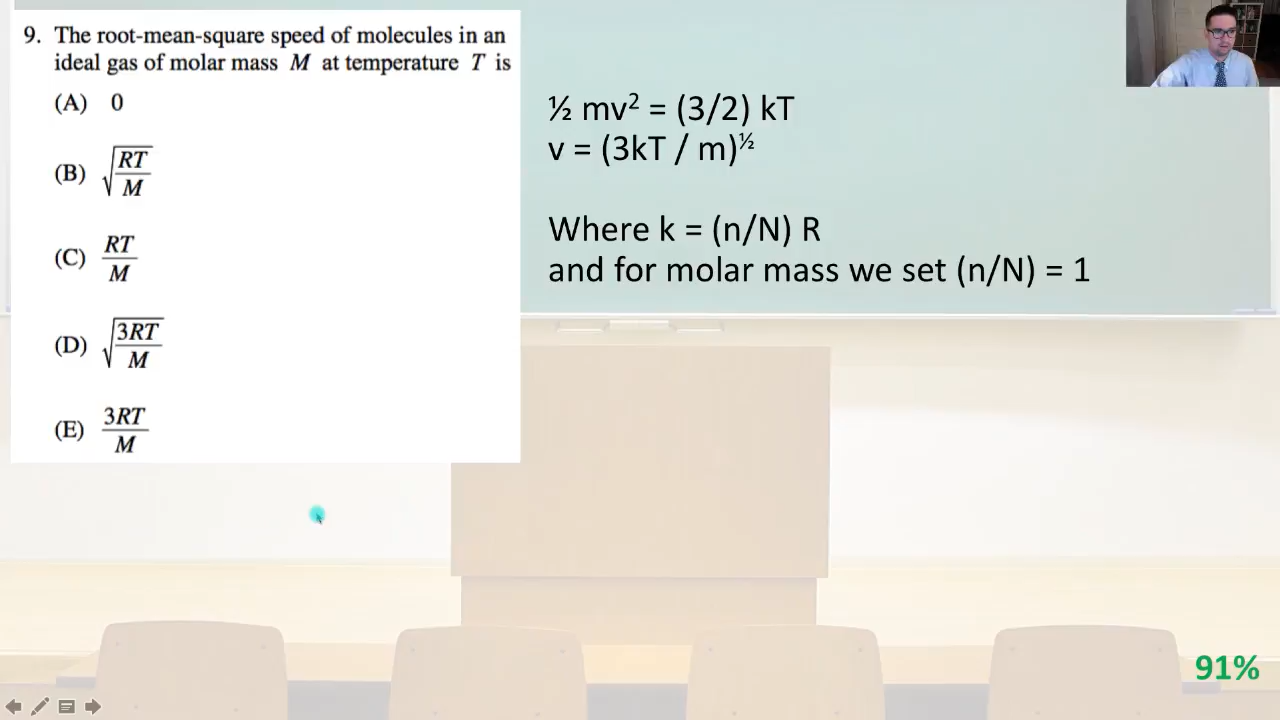 9. The root-mean-square speed of molecules in an
ideal gas of molar mass M at temperature T is
(A) 0
(B) √(RT/M)
(C) RT/M
(D) √(3RT/M)
(E) 3RT/M
½ mv² = (3/2) kT
v = (3kT / m)^½
Where k = (n/N) R
and for molar mass we set (n/N) = 1
91%